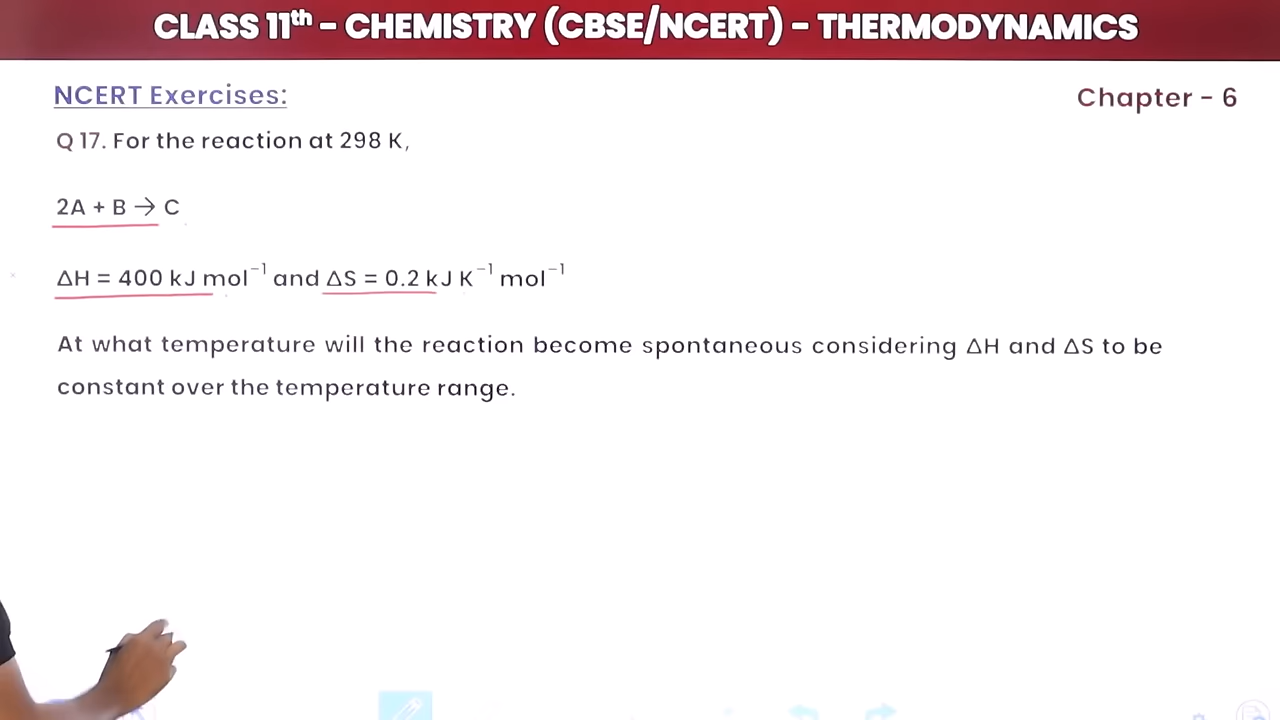 CLASS 11ᵗʰ – CHEMISTRY (CBSE/NCERT) – THERMODYNAMICS
NCERT Exercises:
Chapter - 6
Q 17. For the reaction at 298 K,
2A + B → C
ΔH = 400 kJ mol⁻¹ and ΔS = 0.2 kJ K⁻¹ mol⁻¹
At what temperature will the reaction become spontaneous considering ΔH and ΔS to be
constant over the temperature range.